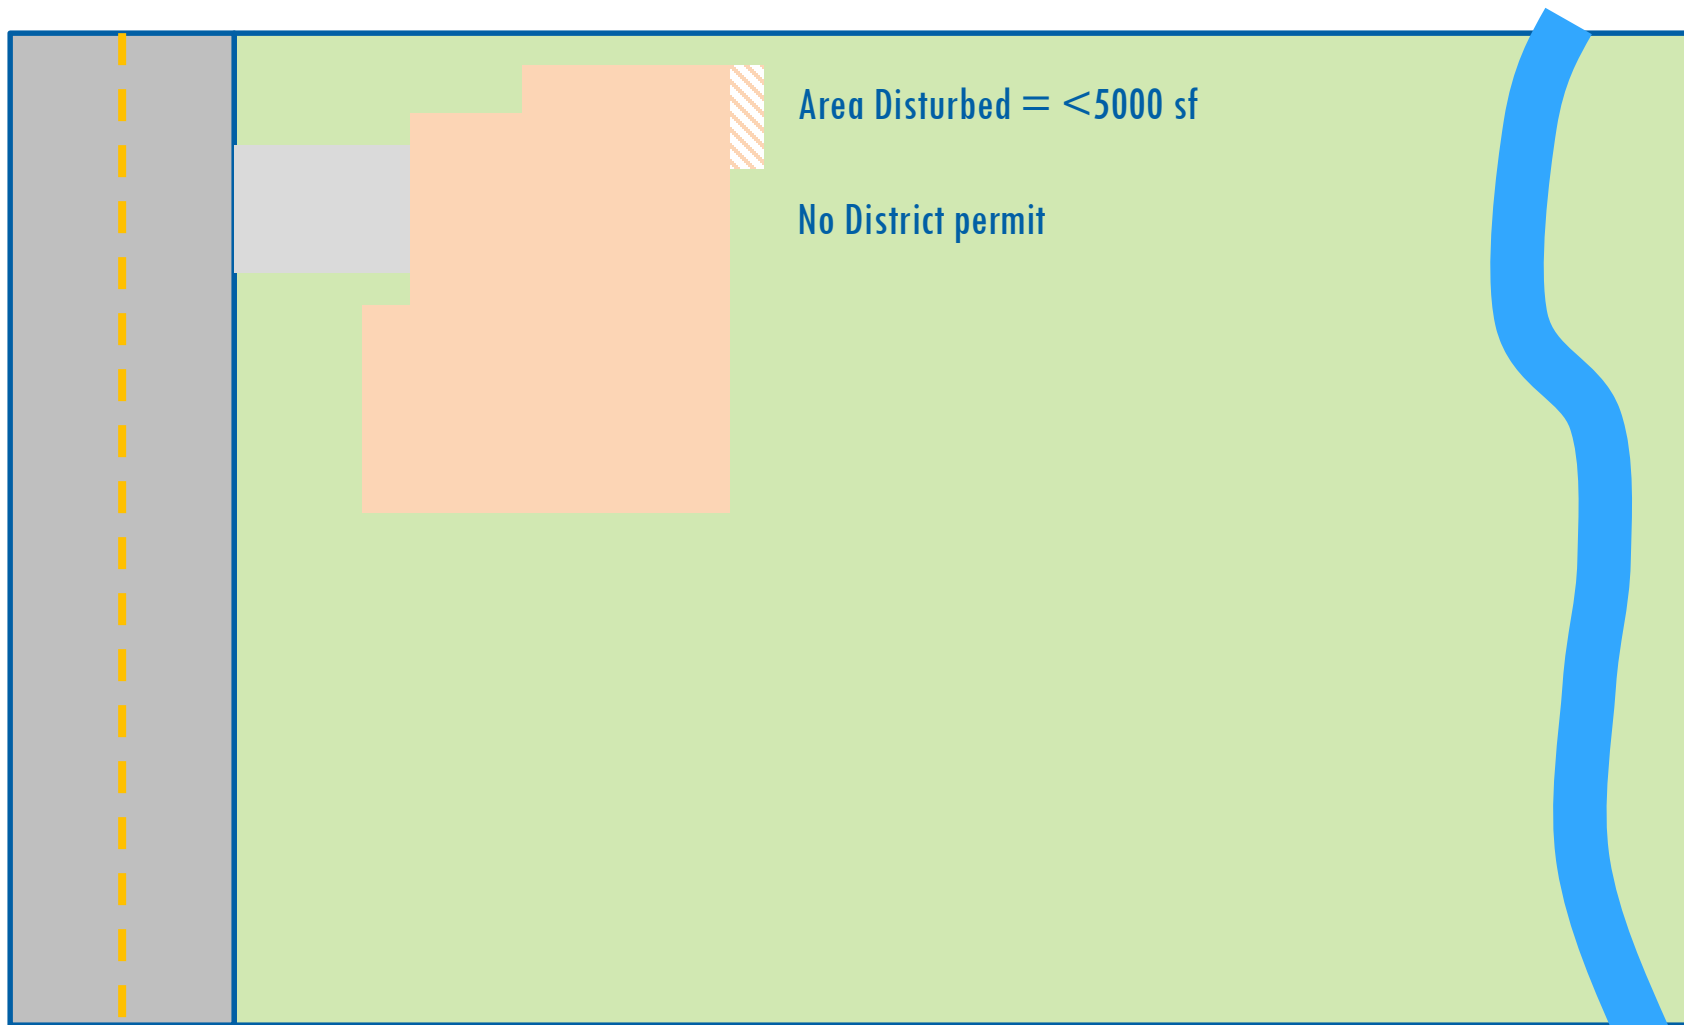 Area Disturbed = <5000 sf
No District permit